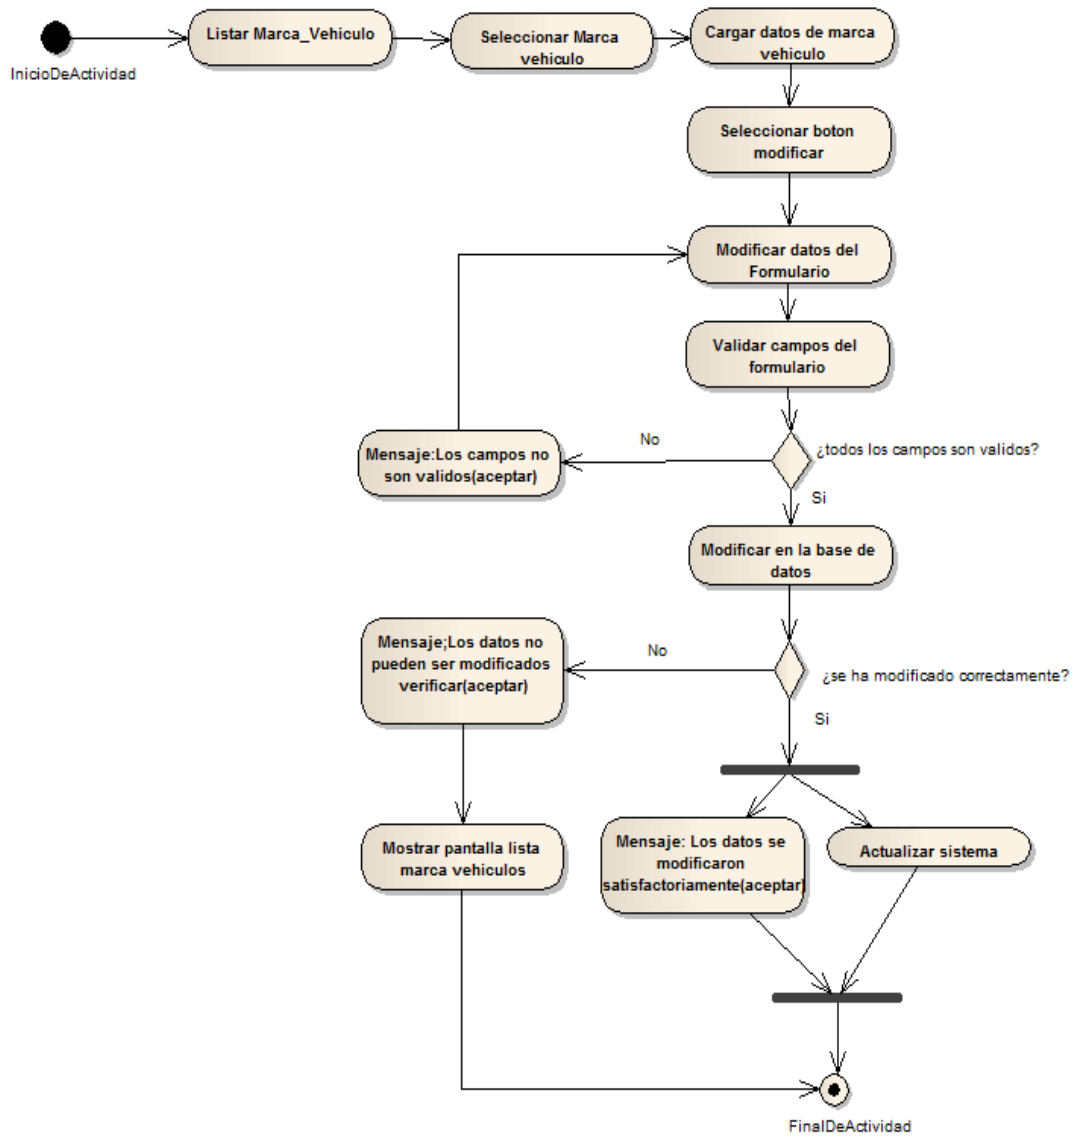 Listar Marca_Vehiculo
Seleccionar Marca
vehiculo
Cargar datos de marca
vehiculo
InicioDeActividad
Seleccionar boton
modificar
Modificar datos del
Formulario
Validar campos del
formulario
No
¿todos los campos son validos?
Mensaje:Los campos no
son validos(aceptar)
Si
Modificar en la base de
datos
Mensaje;Los datos no
pueden ser modificados
verificar(aceptar)
No
¿se ha modificado correctamente?
Si
Mostrar pantalla lista
marca vehiculos
Mensaje: Los datos se
modificaron
satisfactoriamente(aceptar)
Actualizar sistema
FinalDeActividad